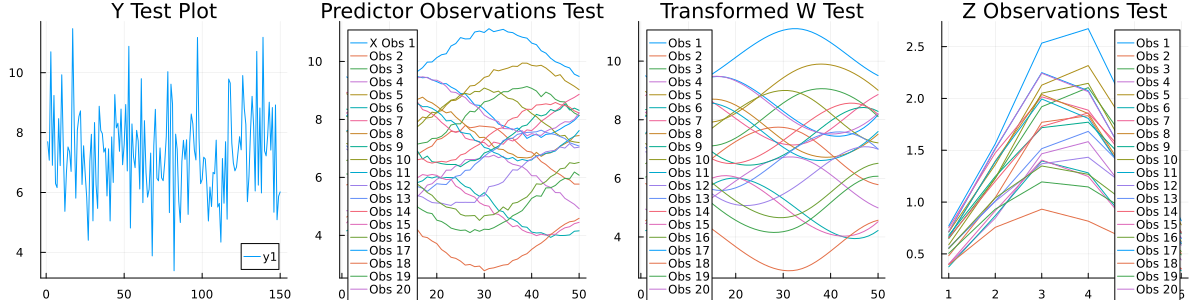 Y Test Plot
10
8
6
4
0
50
100
150
y1
Predictor Observations Test
10
8
6
4
0
20
30
40
50
X Obs 1
Obs 2
Obs 3
Obs 4
Obs 5
Obs 6
Obs 7
Obs 8
Obs 9
Obs 10
Obs 11
Obs 12
Obs 13
Obs 14
Obs 15
Obs 16
Obs 17
Obs 18
Obs 19
Obs 20
Transformed W Test
10
8
6
4
0
20
30
40
50
Obs 1
Obs 2
Obs 3
Obs 4
Obs 5
Obs 6
Obs 7
Obs 8
Obs 9
Obs 10
Obs 11
Obs 12
Obs 13
Obs 14
Obs 15
Obs 16
Obs 17
Obs 18
Obs 19
Obs 20
Z Observations Test
2.5
2.0
1.5
1.0
0.5
1
2
3
4
Obs 1
Obs 2
Obs 3
Obs 4
Obs 5
Obs 6
Obs 7
Obs 8
Obs 9
Obs 10
Obs 11
Obs 12
Obs 13
Obs 14
Obs 15
Obs 16
Obs 17
Obs 18
Obs 19
Obs 20